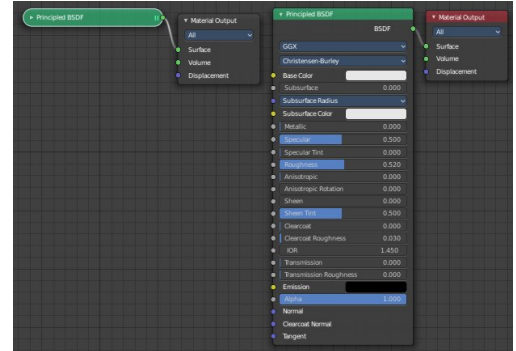 Principled BSDF
Material Output
All
Surface
Volume
Displacement
Principled BSDF
BSDF
GGX
Christensen-Burley
Base Color
Subsurface 0.000
Subsurface Radius
Subsurface Color
Metallic 0.000
Specular 0.500
Specular Tint 0.000
Roughness 0.520
Anisotropic 0.000
Anisotropic Rotation 0.000
Sheen 0.000
Sheen Tint 0.500
Clearcoat 0.000
Clearcoat Roughness 0.030
IOR 1.450
Transmission 0.000
Transmission Roughness 0.000
Emission
Alpha 1.000
Normal
Clearcoat Normal
Tangent
Material Output
All
Surface
Volume
Displacement